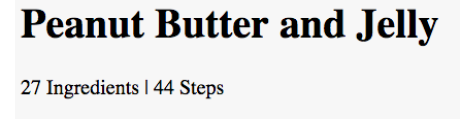 Peanut Butter and Jelly
27 Ingredients | 44 Steps